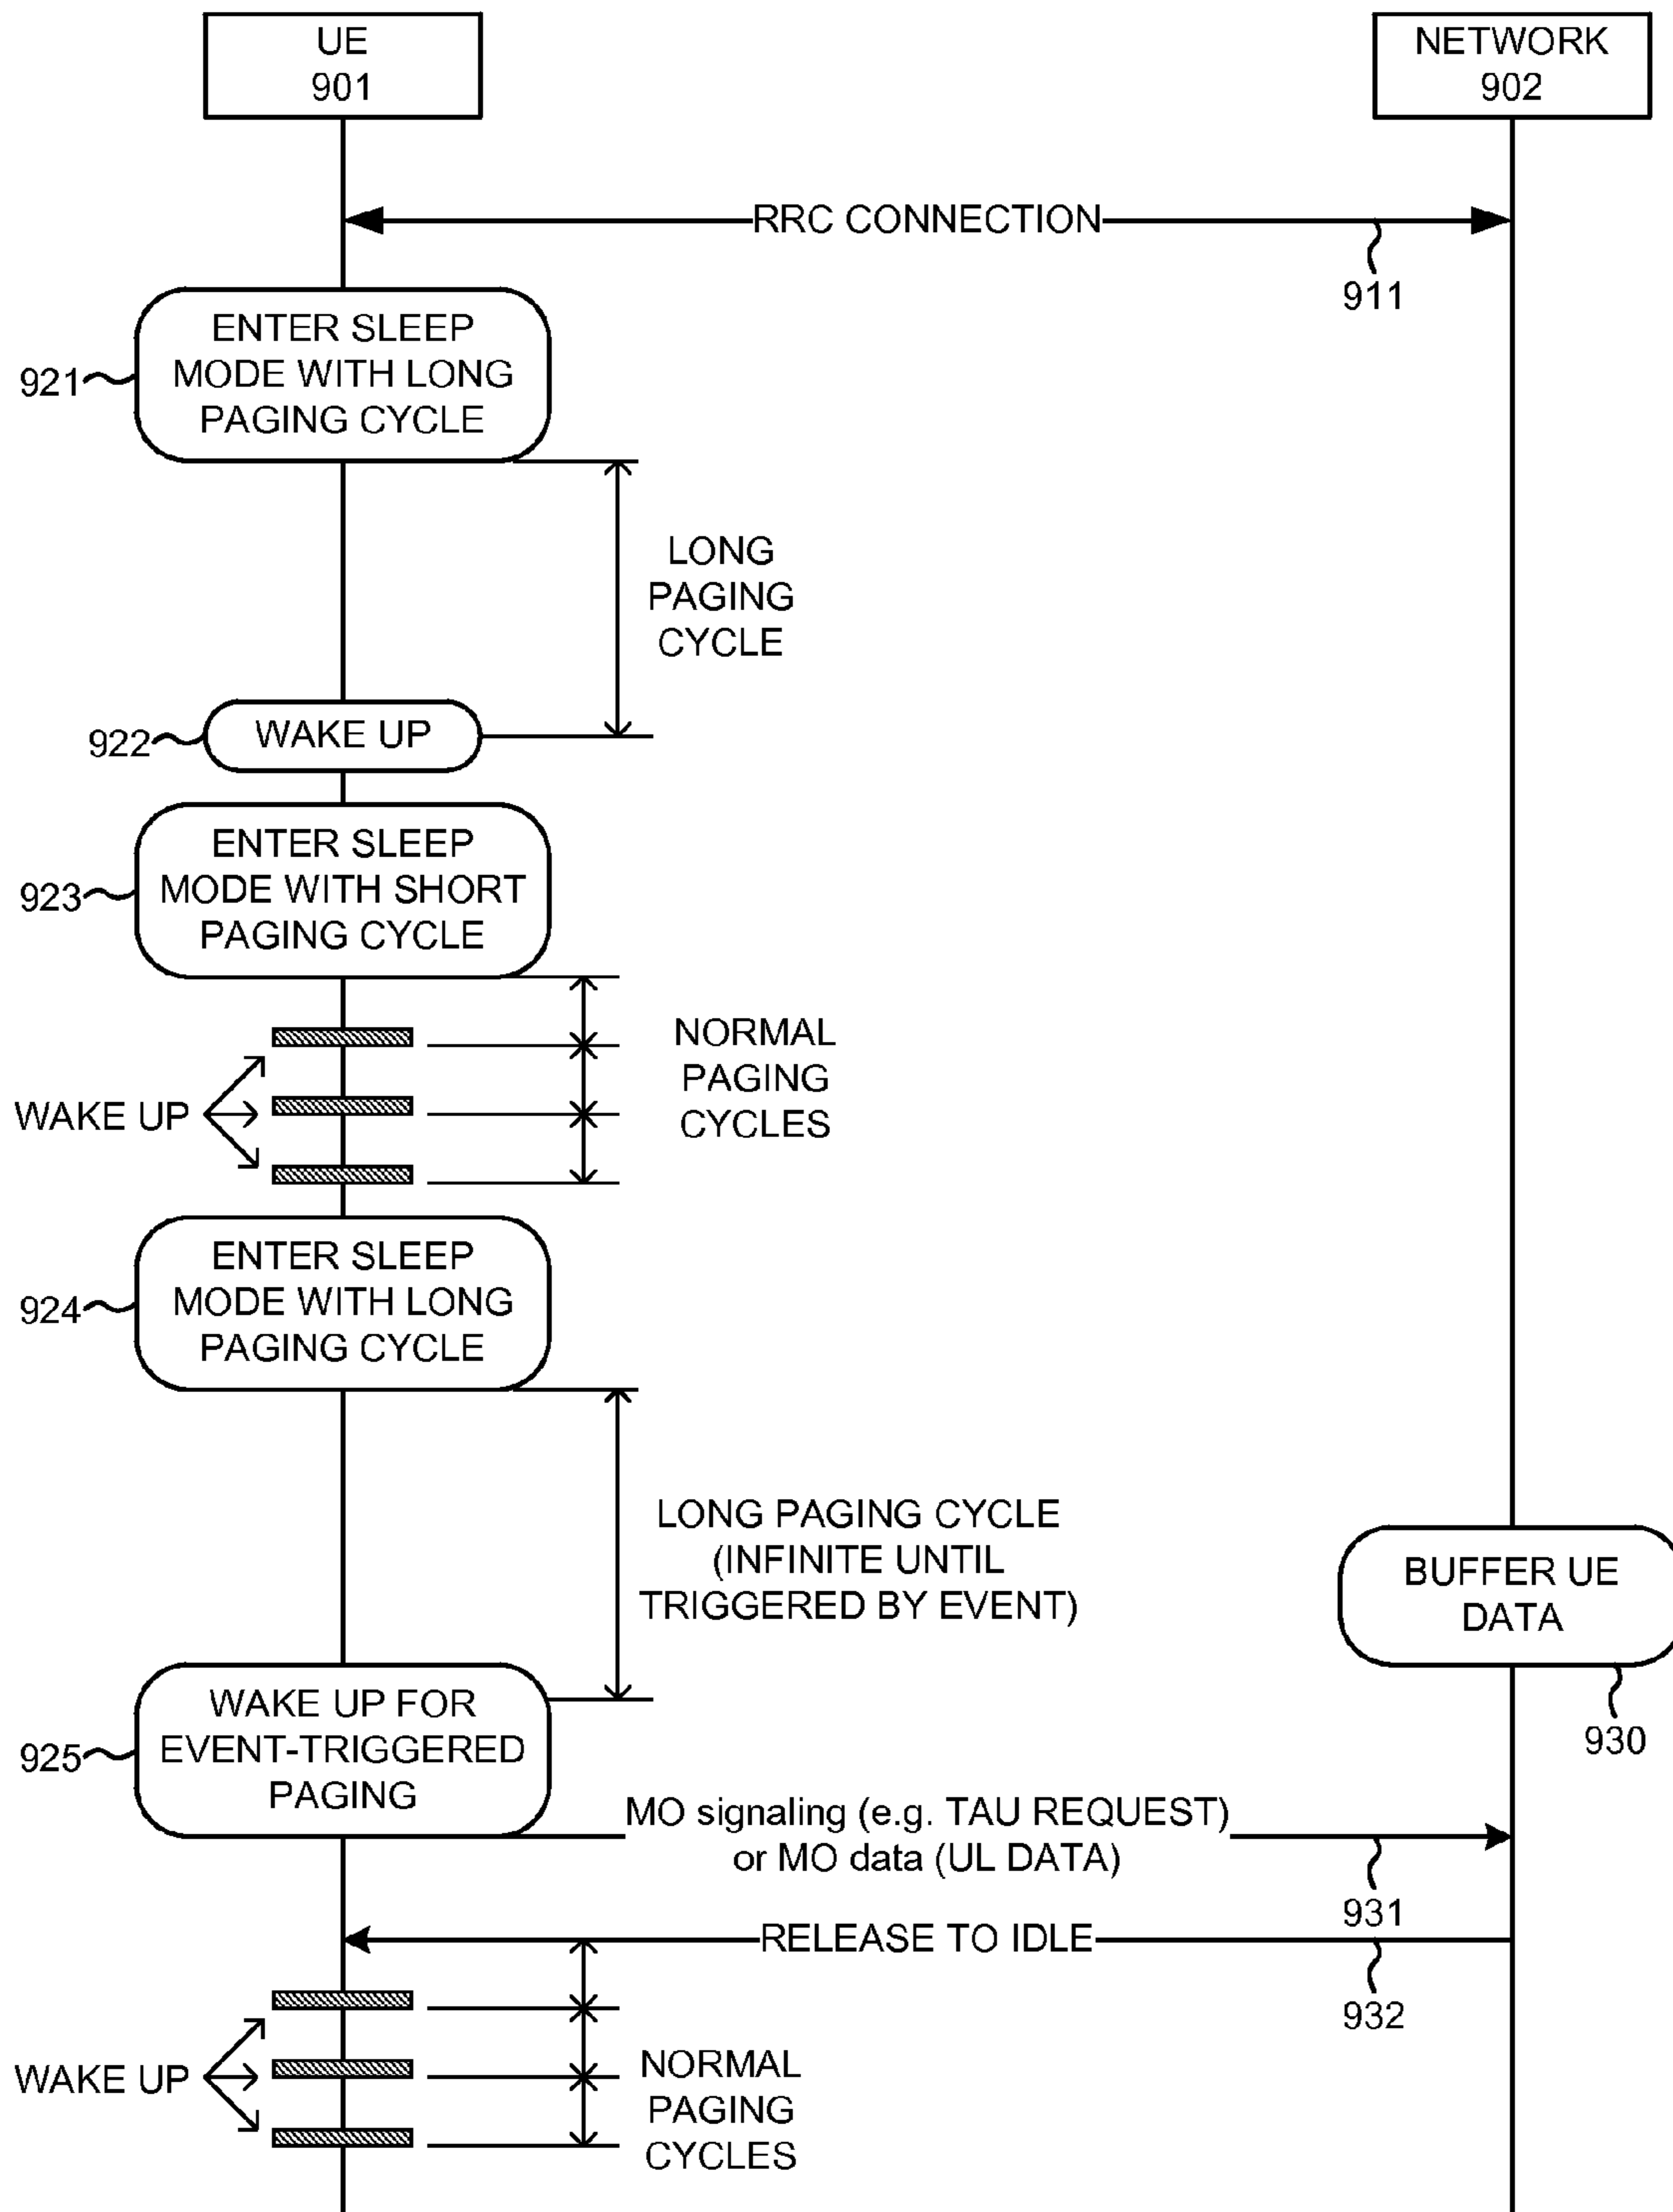 UE
901
NETWORK
902
RRC CONNECTION
911
ENTER SLEEP
MODE WITH LONG
PAGING CYCLE
921
LONG
PAGING
CYCLE
WAKE UP
922
ENTER SLEEP
MODE WITH SHORT
PAGING CYCLE
923
NORMAL
PAGING
CYCLES
WAKE UP
ENTER SLEEP
MODE WITH LONG
PAGING CYCLE
924
LONG PAGING CYCLE
(INFINITE UNTIL
TRIGGERED BY EVENT)
BUFFER UE
DATA
930
WAKE UP FOR
EVENT-TRIGGERED
PAGING
925
MO signaling (e.g. TAU REQUEST)
or MO data (UL DATA)
931
RELEASE TO IDLE
932
WAKE UP
NORMAL
PAGING
CYCLES